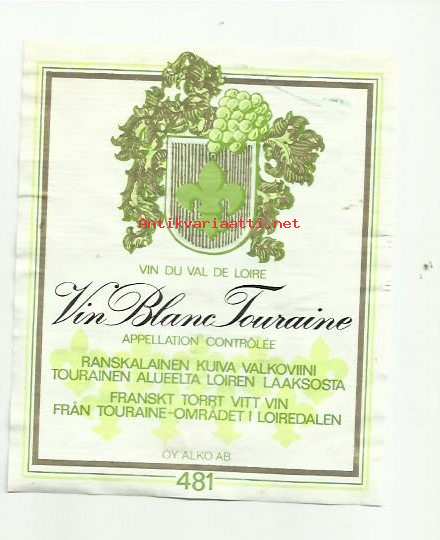 Antikvariaatti.net
VIN DU VAL DE LOIRE
Vin Blanc Touraine
APPELLATION CONTRÔLÉE
RANSKALAINEN KUIVA VALKOVIINI
TOURAINEN ALUEELTA LOIREN LAAKSOSTA
FRANSKT TORRT VITT VIN
FRÅN TOURAINE-OMRÅDET I LOIREDALEN
OY ALKO AB
481